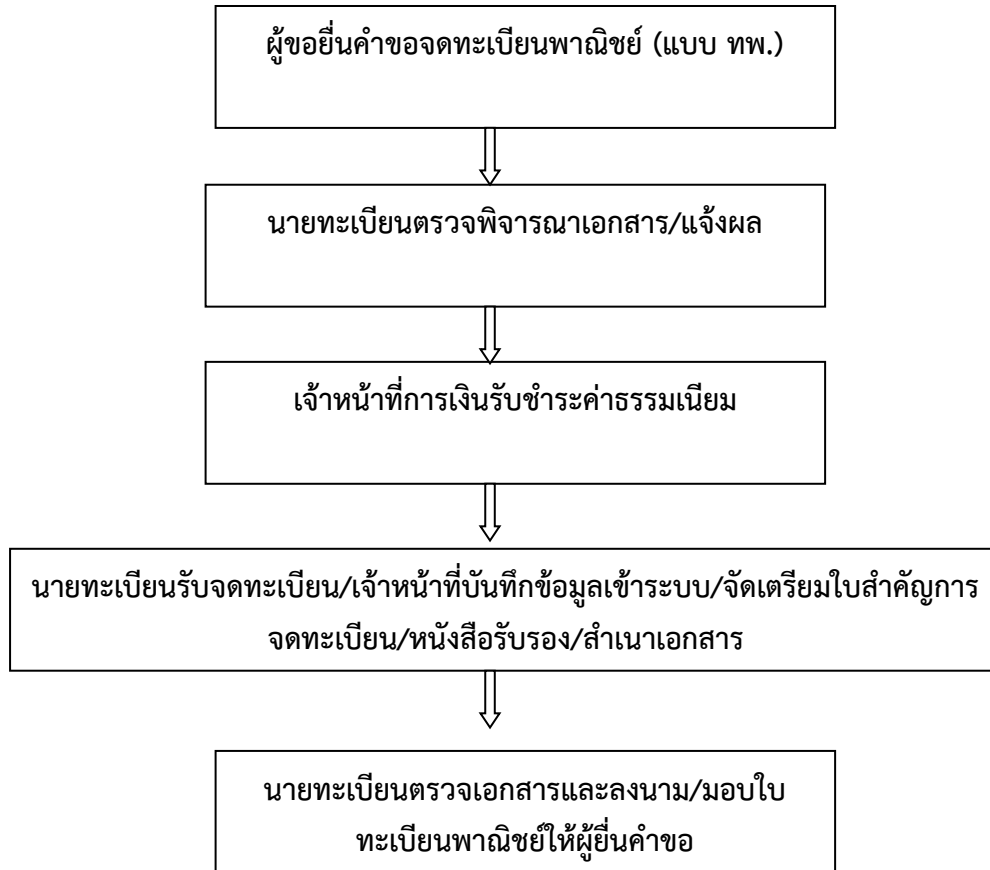 ผู้ขอยื่นคำขอจดทะเบียนพาณิชย์ (แบบ ทพ.)
นายทะเบียนตรวจพิจารณาเอกสาร/แจ้งผล
เจ้าหน้าที่การเงินรับชำระค่าธรรมเนียม
นายทะเบียนรับจดทะเบียน/เจ้าหน้าที่บันทึกข้อมูลเข้าระบบ/จัดเตรียมใบสำคัญการ
จดทะเบียน/หนังสือรับรอง/สำเนาเอกสาร
นายทะเบียนตรวจเอกสารและลงนาม/มอบใบ
ทะเบียนพาณิชย์ให้ผู้ยื่นคำขอ